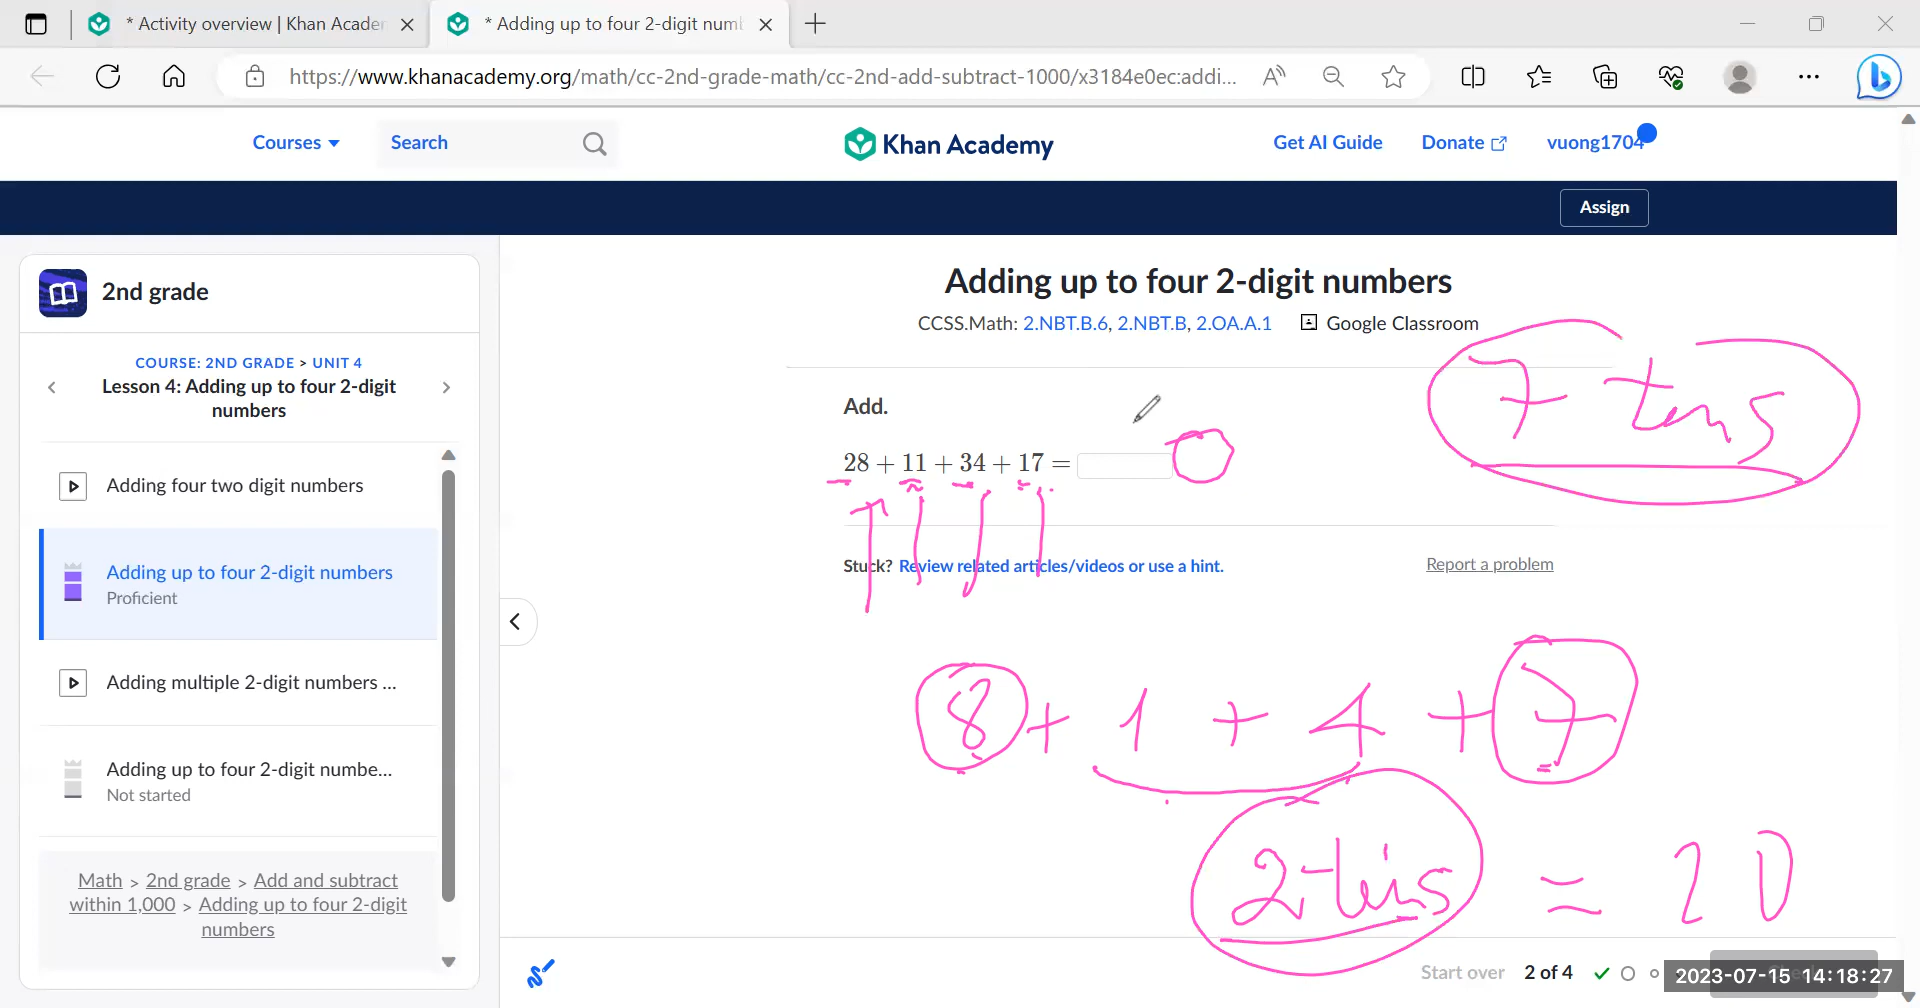 * Activity overview | Khan Acade
* Adding up to four 2-digit num
https://www.khanacademy.org/math/cc-2nd-grade-math/cc-2nd-add-subtract-1000/x3184e0ec:addi...
Courses
Search
Khan Academy
Get AI Guide
Donate
vuong1704
Assign
2nd grade
COURSE: 2ND GRADE > UNIT 4
Lesson 4: Adding up to four 2-digit
numbers
Adding four two digit numbers
Adding up to four 2-digit numbers
Proficient
Adding multiple 2-digit numbers ...
Adding up to four 2-digit numbe...
Not started
Math > 2nd grade > Add and subtract
within 1,000 > Adding up to four 2-digit
numbers
Adding up to four 2-digit numbers
CCSS.Math: 2.NBT.B.6, 2.NBT.B, 2.OA.A.1 Google Classroom
7 tens
Add.
28 + 11 + 34 + 17 =
Stuck? Review related articles/videos or use a hint.
Report a problem
8 + 1 + 4 + 7
2 tens = 20
Start over 2 of 4
2023-07-15 14:18:27